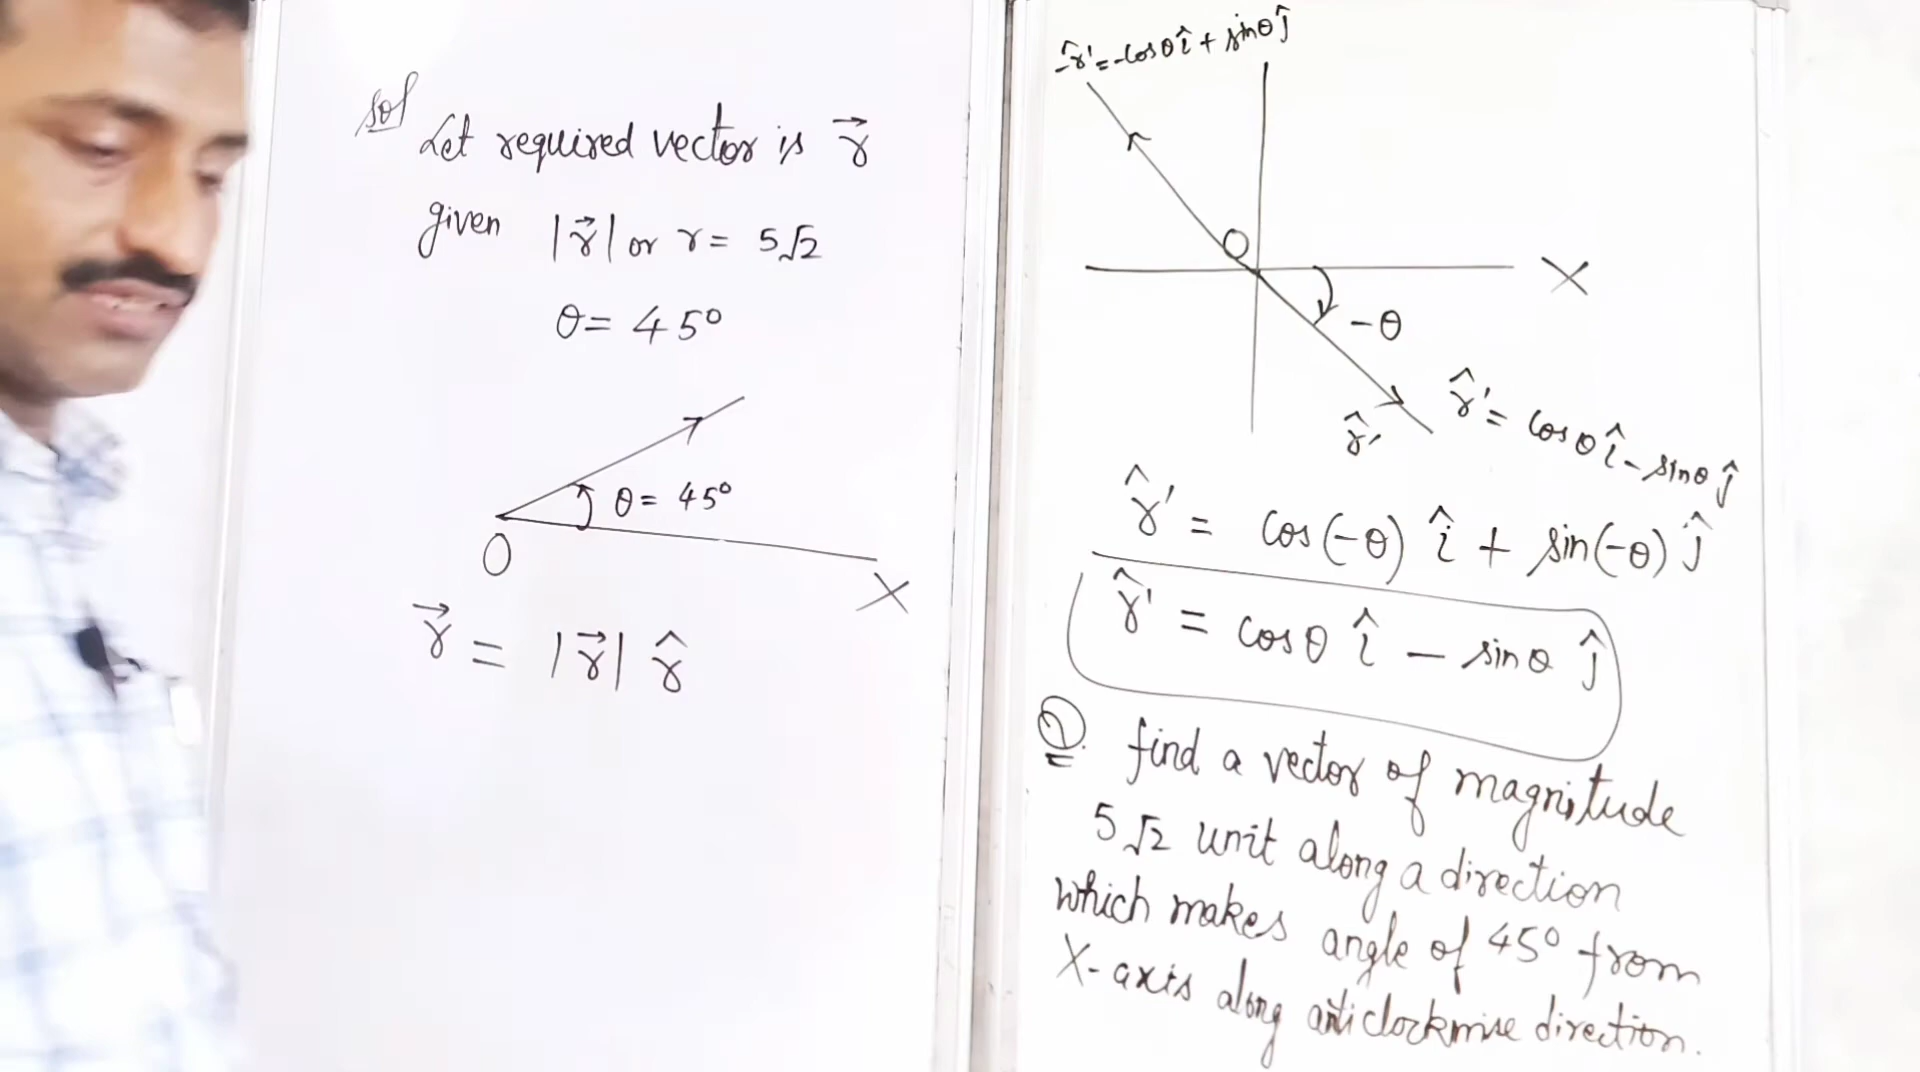 sol
Let required vector is r⃗
given |r⃗| or r = 5√2
θ = 45°
θ = 45°
O
X
r⃗ = |r⃗| r̂
-r̂' = -cosθ î + sinθ ĵ
O
X
-θ
r̂'
r̂' = cosθ î - sinθ ĵ
r̂' = cos(-θ) î + sin(-θ) ĵ
r̂' = cosθ î - sinθ ĵ
Q. find a vector of magnitude
5√2 unit along a direction
which makes angle of 45° from
X-axis along anticlockwise direction.